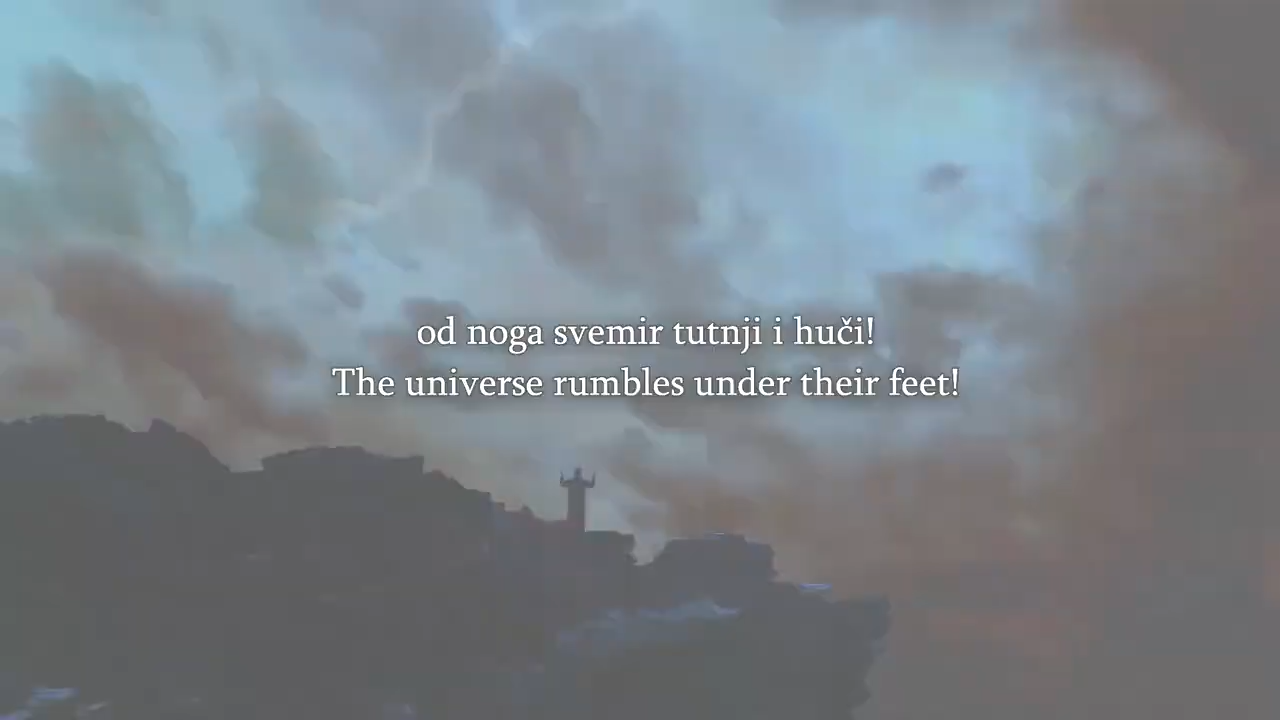 od noga svemir tutnji i huči!
The universe rumbles under their feet!